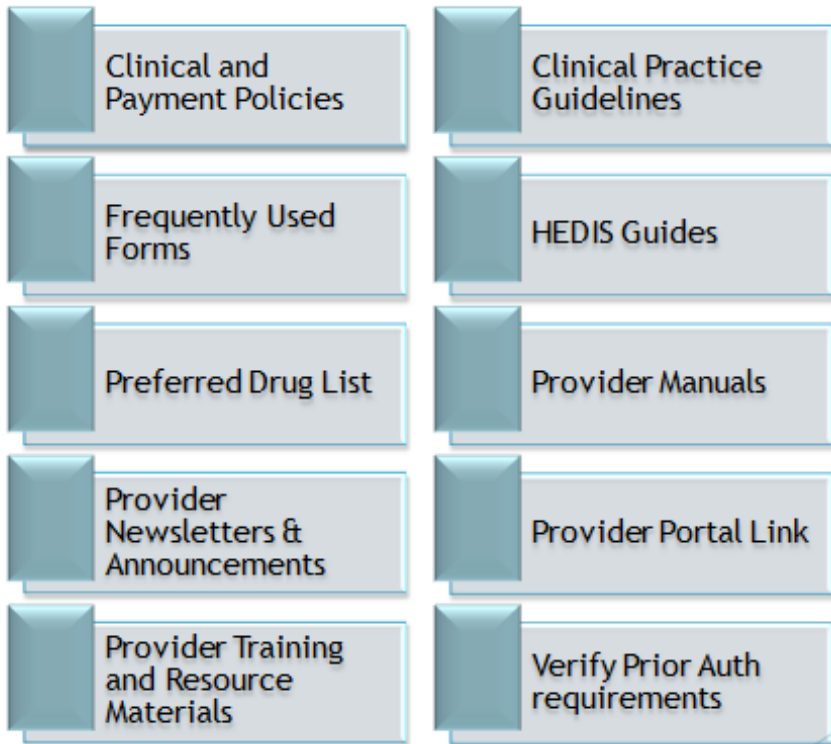 Clinical and
Payment Policies
Clinical Practice
Guidelines
Frequently Used
Forms
HEDIS Guides
Preferred Drug List
Provider Manuals
Provider
Newsletters &
Announcements
Provider Portal Link
Provider Training
and Resource
Materials
Verify Prior Auth
requirements